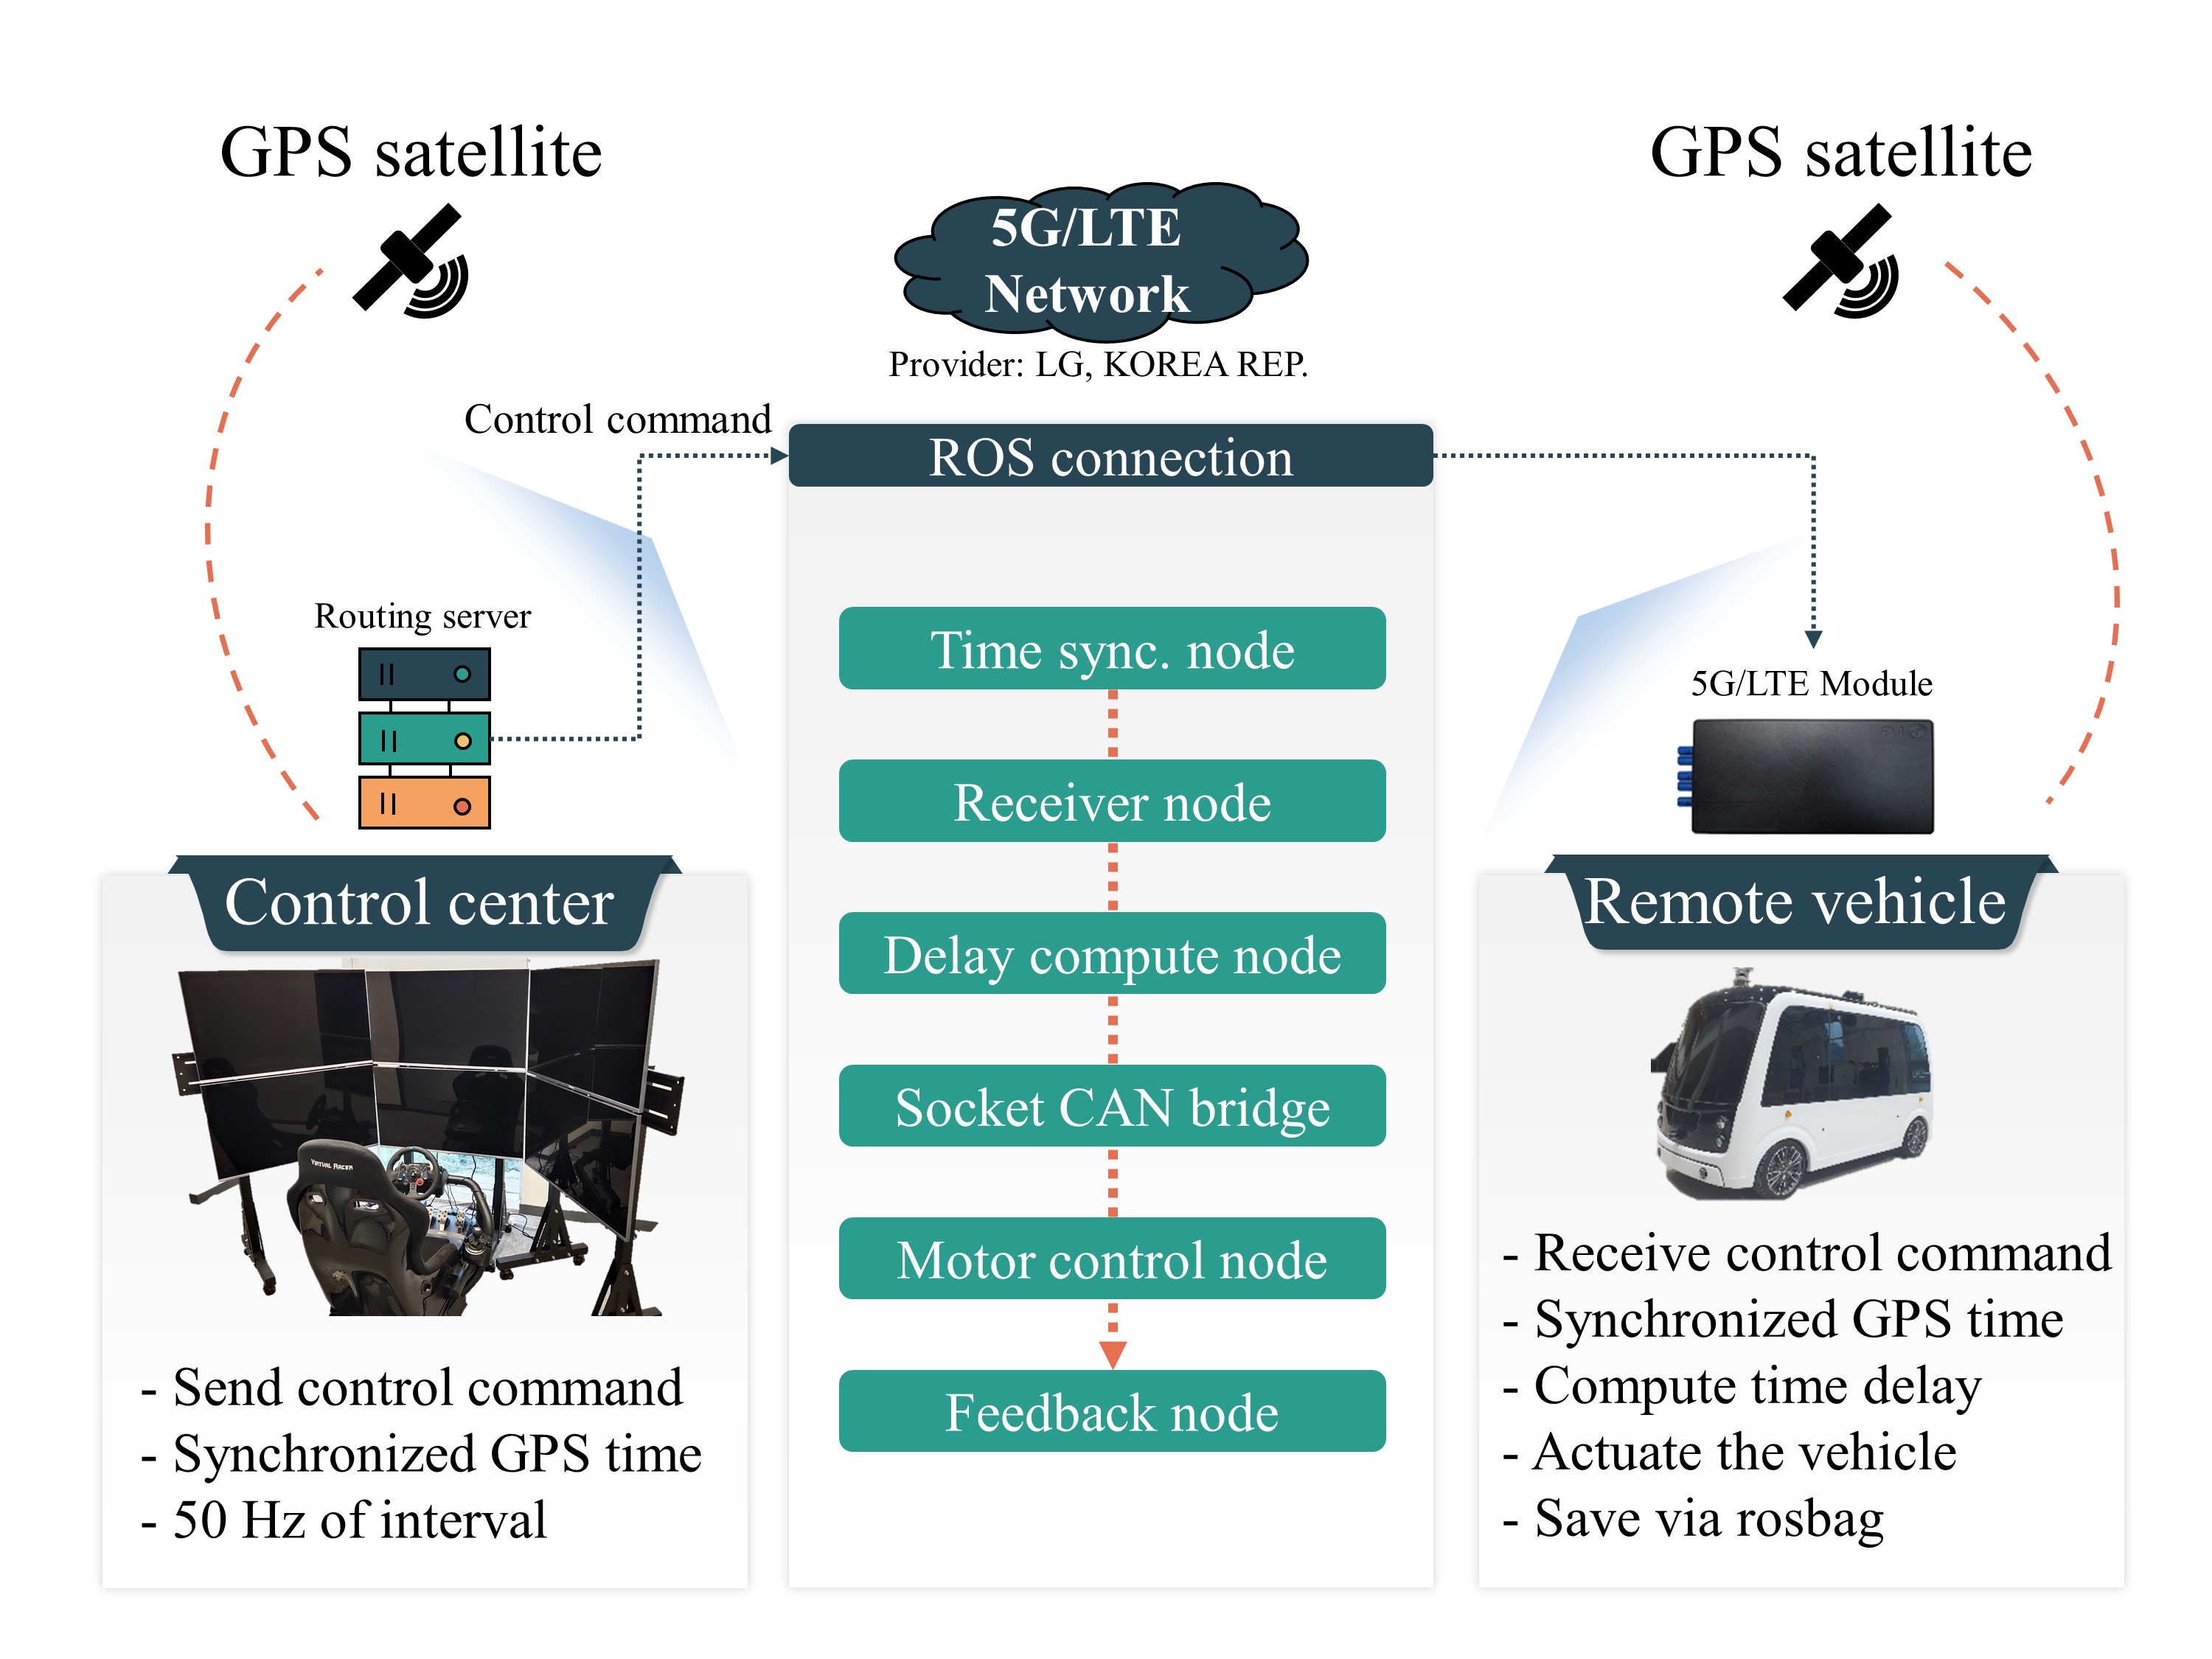 GPS satellite
GPS satellite
5G/LTE
Network
Provider: LG, KOREA REP.
Control command
ROS connection
Routing server
Time sync. node
5G/LTE Module
Receiver node
Control center
Remote vehicle
Delay compute node
Socket CAN bridge
VIRTUAL RACER
Motor control node
Feedback node
- Send control command
- Synchronized GPS time
- 50 Hz of interval
- Receive control command
- Synchronized GPS time
- Compute time delay
- Actuate the vehicle
- Save via rosbag